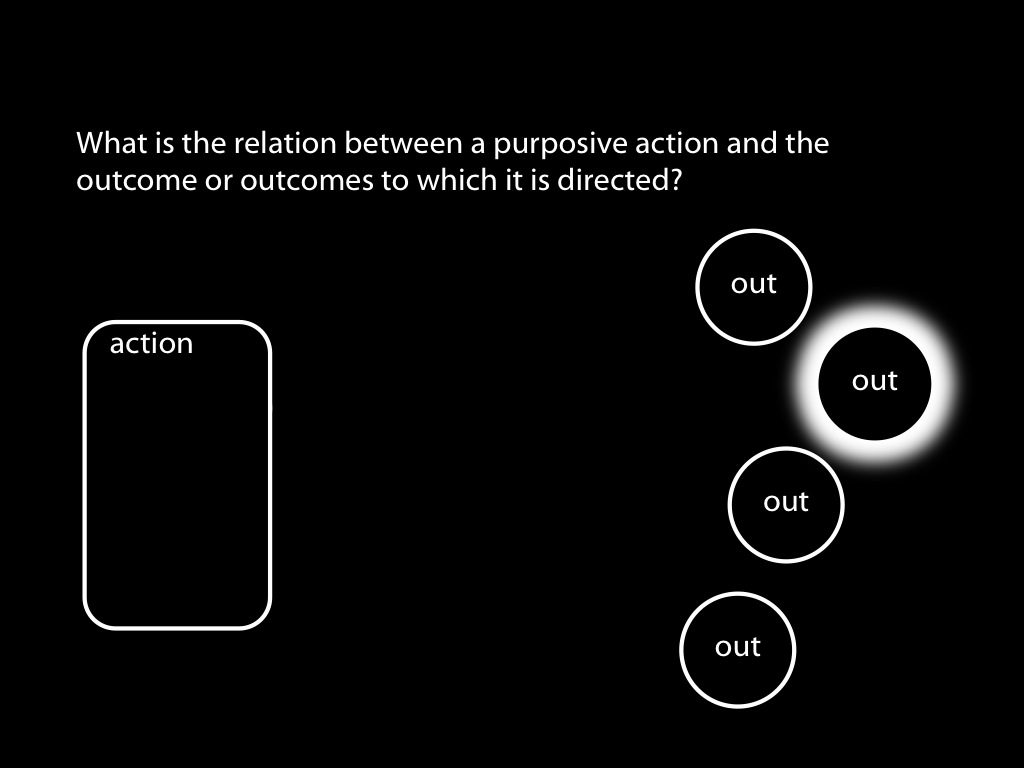 What is the relation between a purposive action and the
outcome or outcomes to which it is directed?
out
action
out
out
out